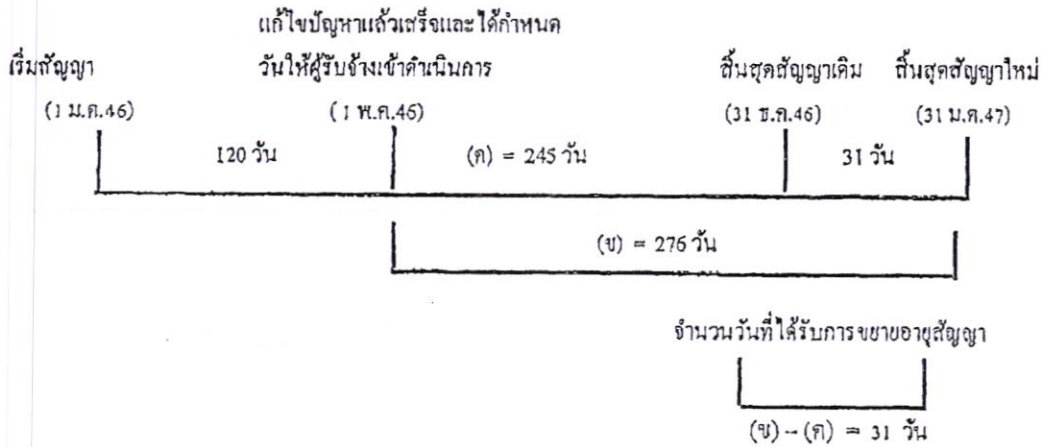 แก้ไขปัญหาแล้วเสร็จและได้กำหนด
เริ่มสัญญา วันให้ผู้รับจ้างเข้าดำเนินการ สิ้นสุดสัญญาเดิม สิ้นสุดสัญญาใหม่
(1 ม.ค.46) (1 พ.ค.46) (31 ธ.ค.46) (31 ม.ค.47)
120 วัน (ค) = 245 วัน 31 วัน
(ข) = 276 วัน
จำนวนวันที่ได้รับการขยายอายุสัญญา
(ข) - (ค) = 31 วัน